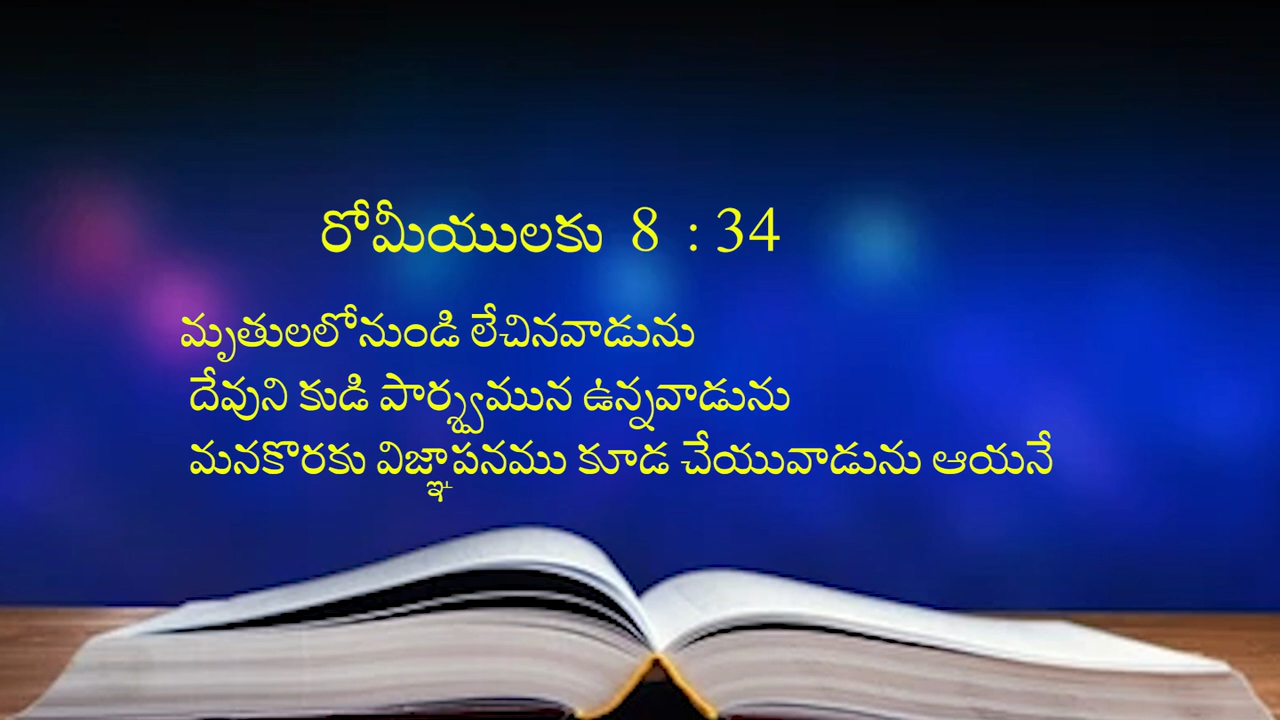 రోమీయులకు 8 : 34
మృతులలోనుండి లేచినవాడును
దేవుని కుడి పార్శ్వమున ఉన్నవాడును
మనకొరకు విజ్ఞాపనము కూడ చేయువాడును ఆయనే